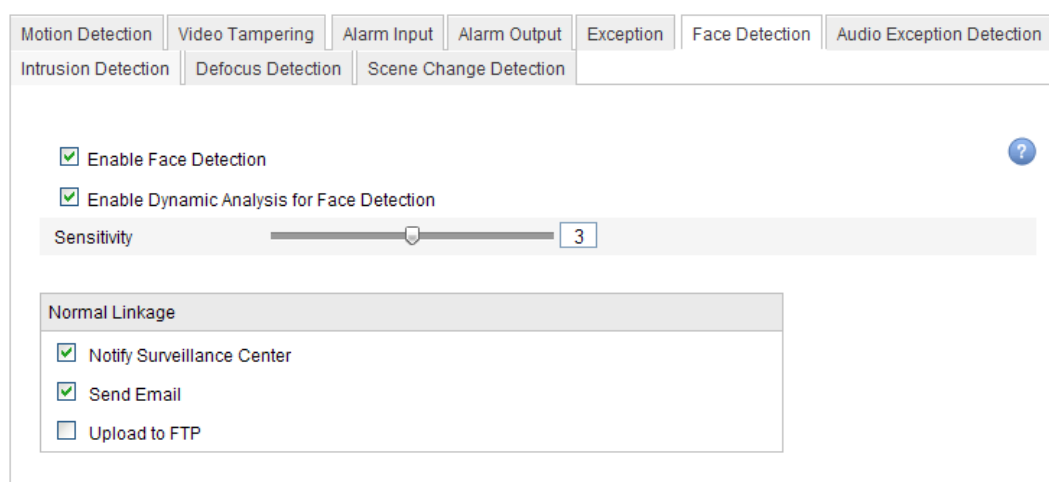 Motion Detection Video Tampering Alarm Input Alarm Output Exception Face Detection Audio Exception Detection
Intrusion Detection Defocus Detection Scene Change Detection
Enable Face Detection
?
Enable Dynamic Analysis for Face Detection
Sensitivity 3
Normal Linkage
Notify Surveillance Center
Send Email
Upload to FTP